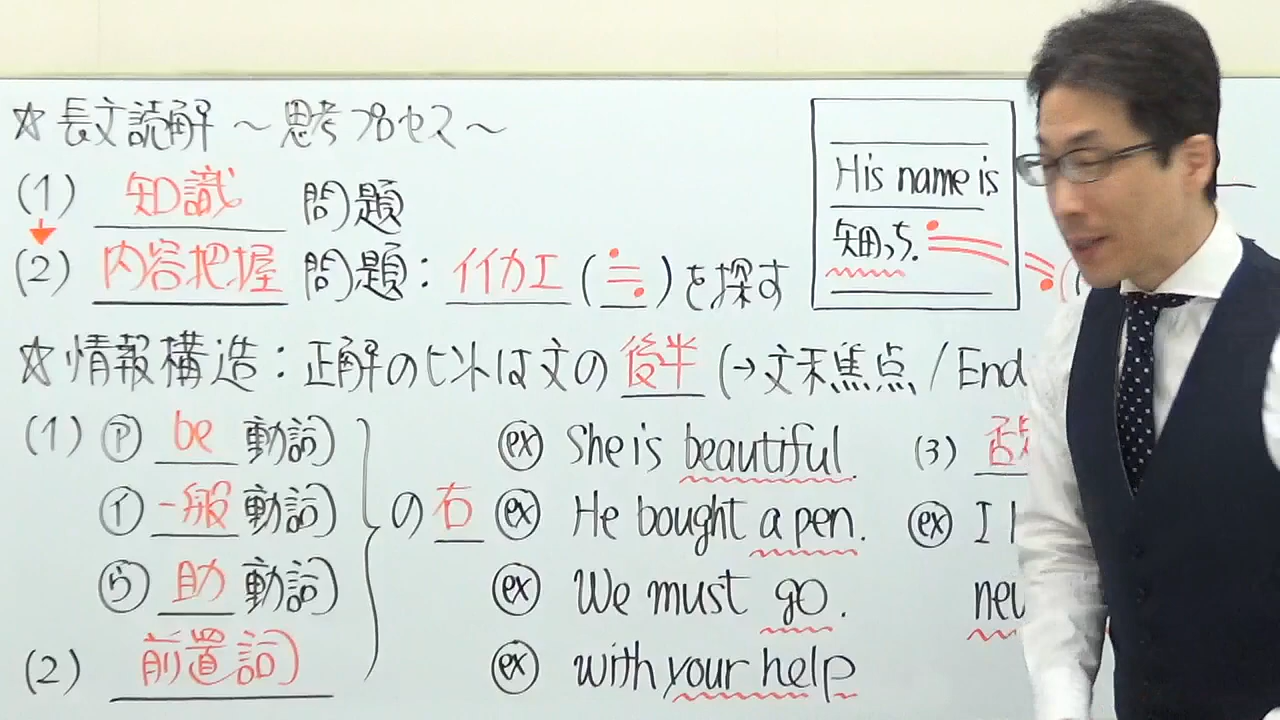 ☆長文読解～思考プロセス～
(1) 知識 問題
(2) 内容把握 問題：イイカエ(≒)を探す
His name is
知田っち.
☆情報構造：正解のヒントは文の後半(→文末焦点/End
(1) ㋐ be 動詞
㋑ 一般 動詞
㋒ 助 動詞
の右
(2) 前置詞
ex She is beautiful.
ex He bought a pen.
ex We must go.
ex with your help
(3)
ex I